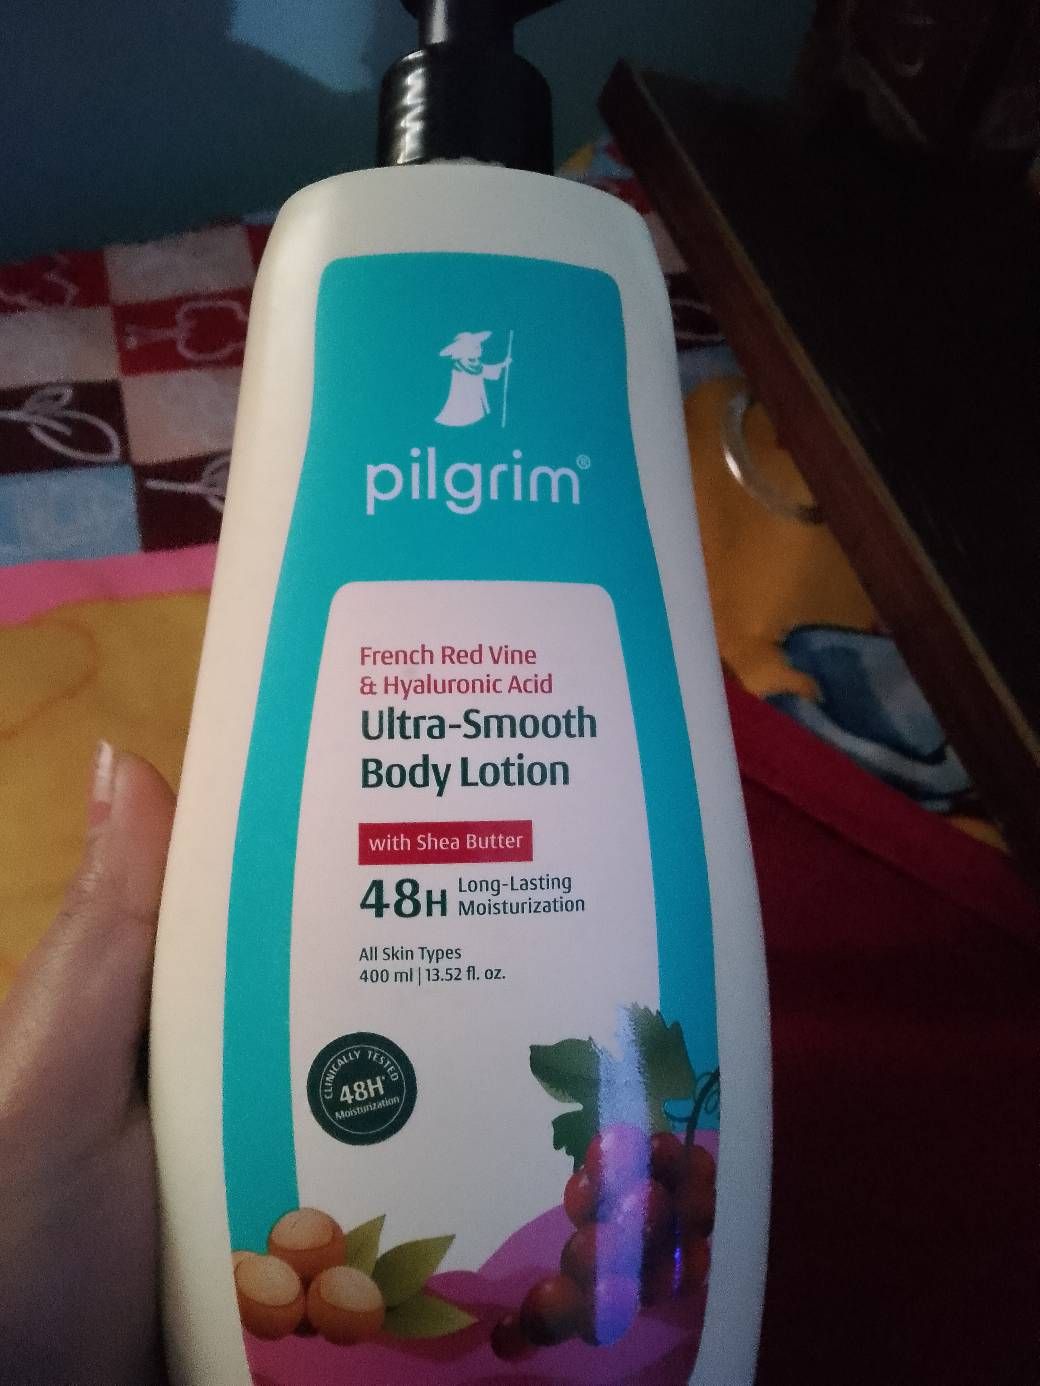 pilgrim®
French Red Vine
& Hyaluronic Acid
Ultra-Smooth
Body Lotion
with Shea Butter
48H Long-Lasting
Moisturization
All Skin Types
400 ml | 13.52 fl. oz.
CLINICALLY TESTED
48H*
Moisturization